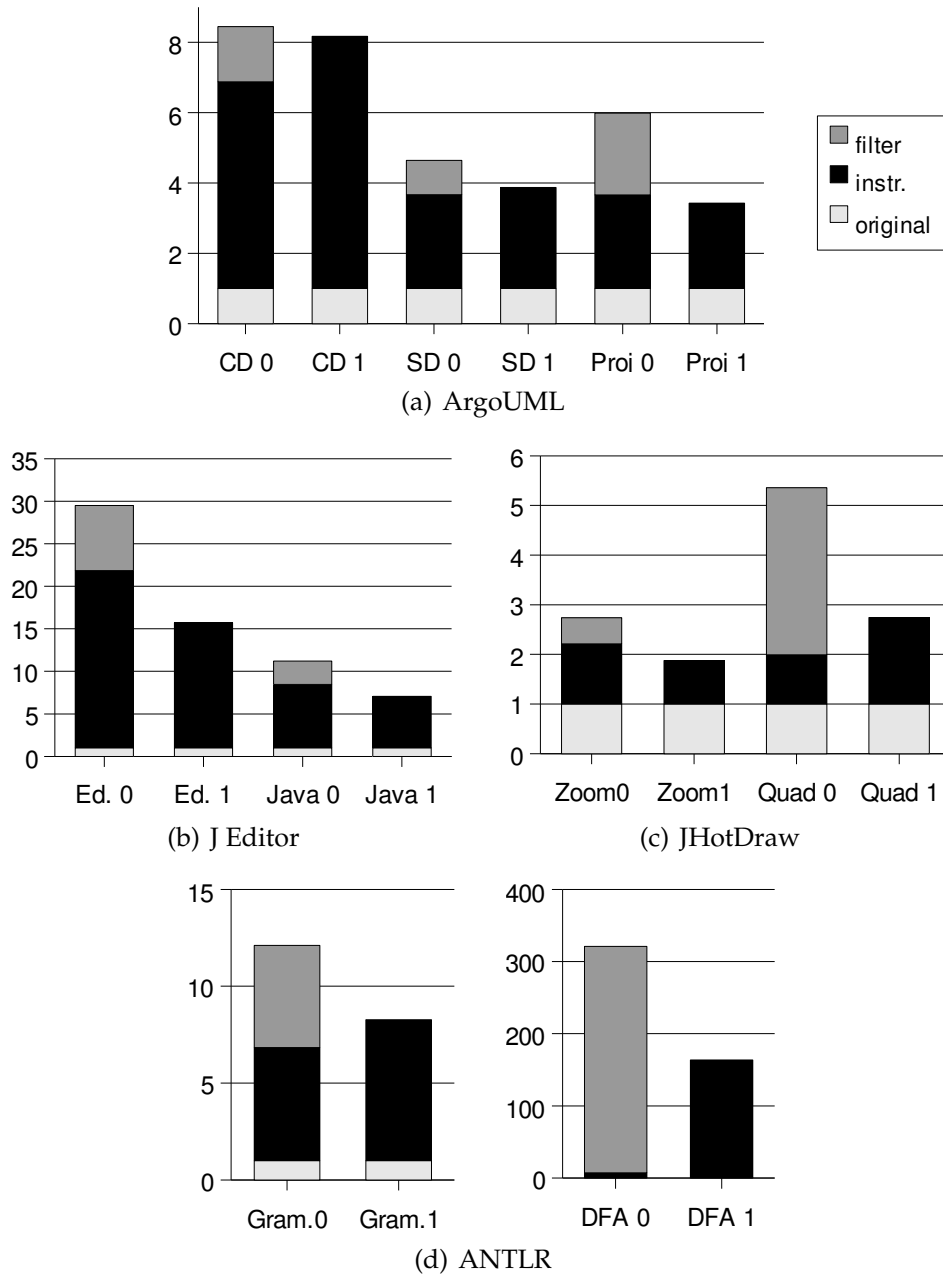 8
6
4
2
0
CD 0 CD 1 SD 0 SD 1 Proi 0 Proi 1
filter
instr.
original
(a) ArgoUML
35
30
25
20
15
10
5
0
Ed. 0 Ed. 1 Java 0 Java 1
(b) J Editor
6
5
4
3
2
1
0
Zoom0 Zoom1 Quad 0 Quad 1
(c) JHotDraw
15
10
5
0
Gram.0 Gram.1
400
300
200
100
0
DFA 0 DFA 1
(d) ANTLR